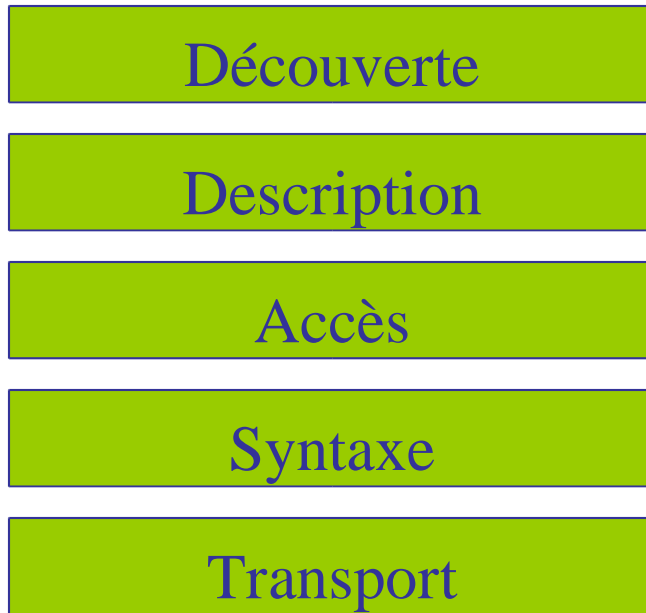 Découverte
Description
Accès
Syntaxe
Transport